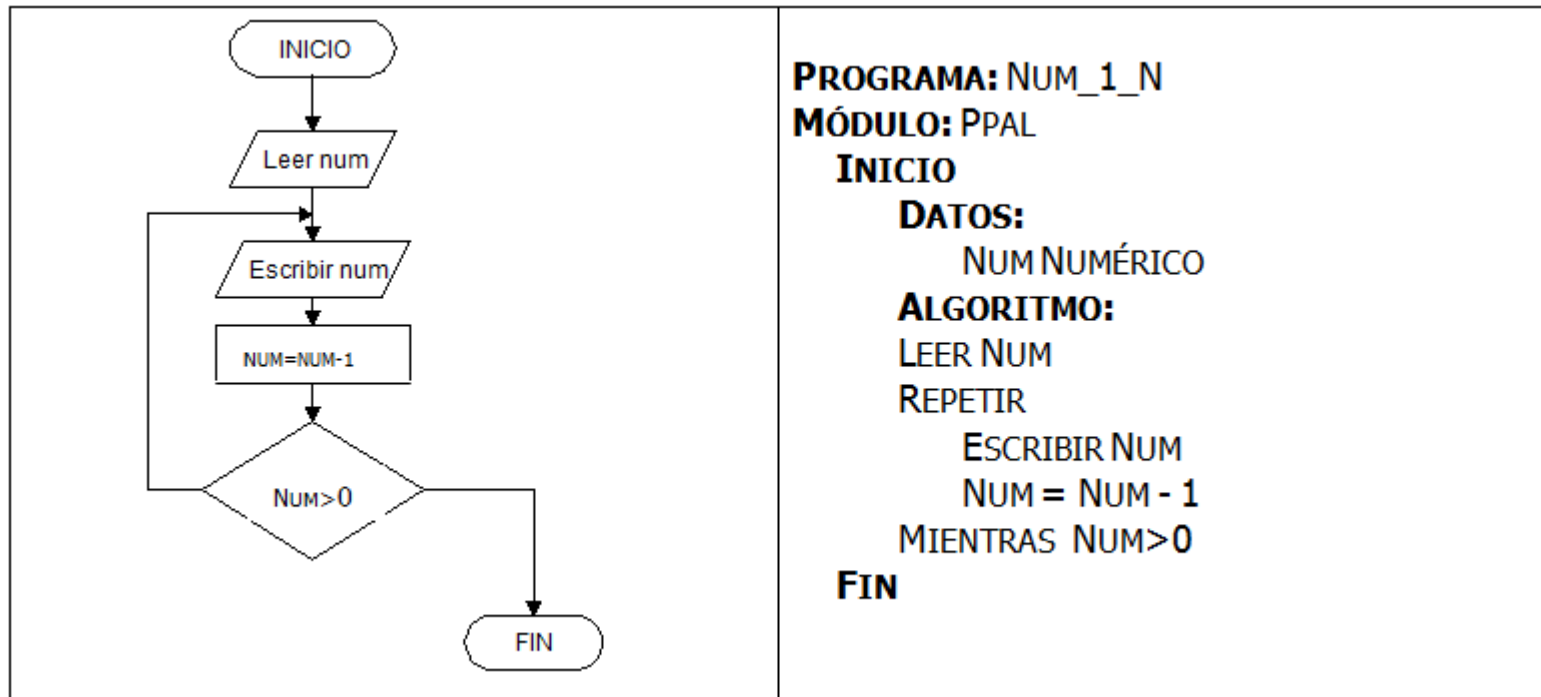 INICIO
Leer num
Escribir num
NUM=NUM-1
NUM>0
FIN
PROGRAMA: NUM_1_N
MÓDULO: PPAL
INICIO
DATOS:
NUM NUMÉRICO
ALGORITMO:
LEER NUM
REPETIR
ESCRIBIR NUM
NUM = NUM - 1
MIENTRAS NUM>0
FIN